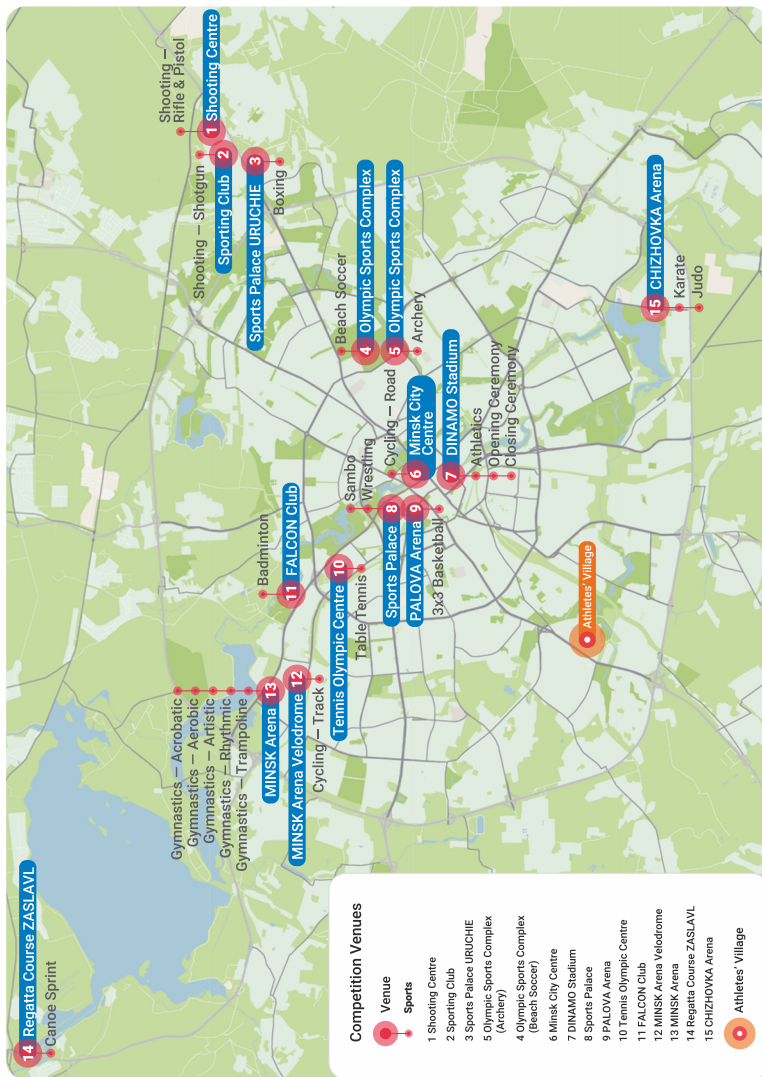 14 Regatta Course ZASLAVL
Canoe Sprint
Gymnastics — Acrobatic
Gymnastics — Aerobic
Gymnastics — Artistic
Gymnastics — Rhythmic
Gymnastics — Trampoline
MINSK Arena 13
MINSK Arena Velodrome 12
Cycling — Track
Badminton
11 FALCON Club
Tennis Olympic Centre 10
Table Tennis
Sambo
Wrestling
Sports Palace 8
PALOVA Arena 9
3x3 Basketball
Cycling — Road
6 Minsk City
Centre
7 DINAMO Stadium
Athletics
Opening Ceremony
Closing Ceremony
Beach Soccer
4 Olympic Sports Complex
5 Olympic Sports Complex
Archery
Shooting —
Rifle & Pistol
1 Shooting Centre
Shooting — Shotgun
Sporting Club 2
Sports Palace URUCHIE 3
Boxing
15 CHIZHOVKA Arena
Karate
Judo
Athletes' Village
Competition Venues
Venue
Sports
1 Shooting Centre
2 Sporting Club
3 Sports Palace URUCHIE
5 Olympic Sports Complex
(Archery)
4 Olympic Sports Complex
(Beach Soccer)
6 Minsk City Centre
7 DINAMO Stadium
8 Sports Palace
9 PALOVA Arena
10 Tennis Olympic Centre
11 FALCON Club
12 MINSK Arena Velodrome
13 MINSK Arena
14 Regatta Course ZASLAVL
15 CHIZHOVKA Arena
Athletes' Village